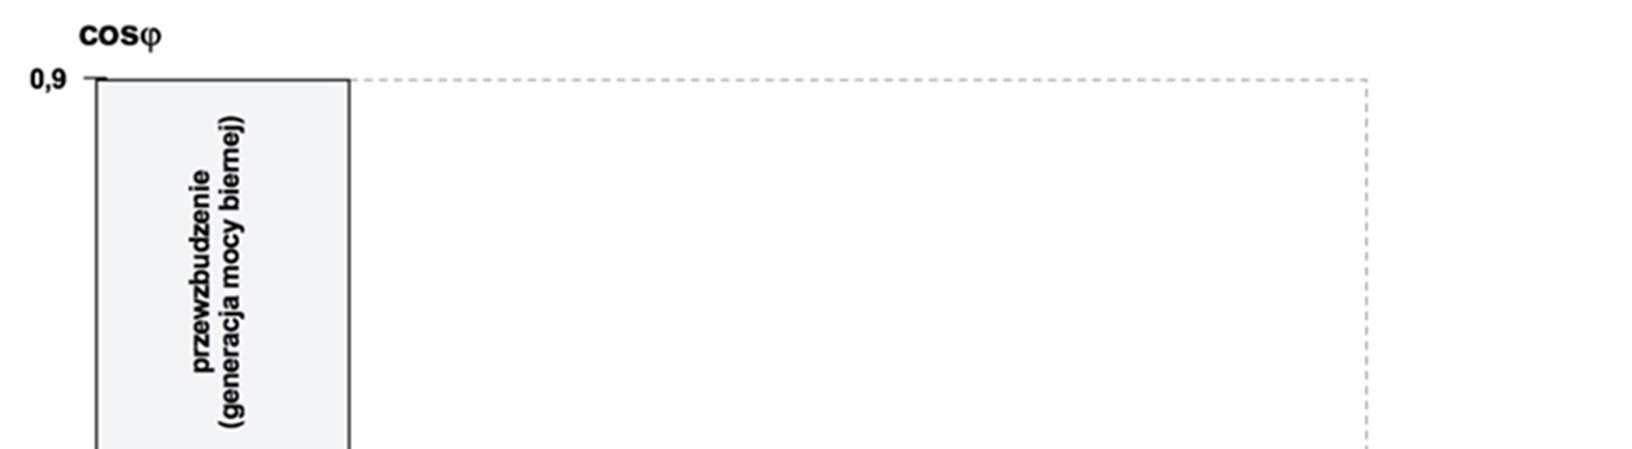 cosφ
0,9
przewzbudzenie
(generacja mocy biernej)